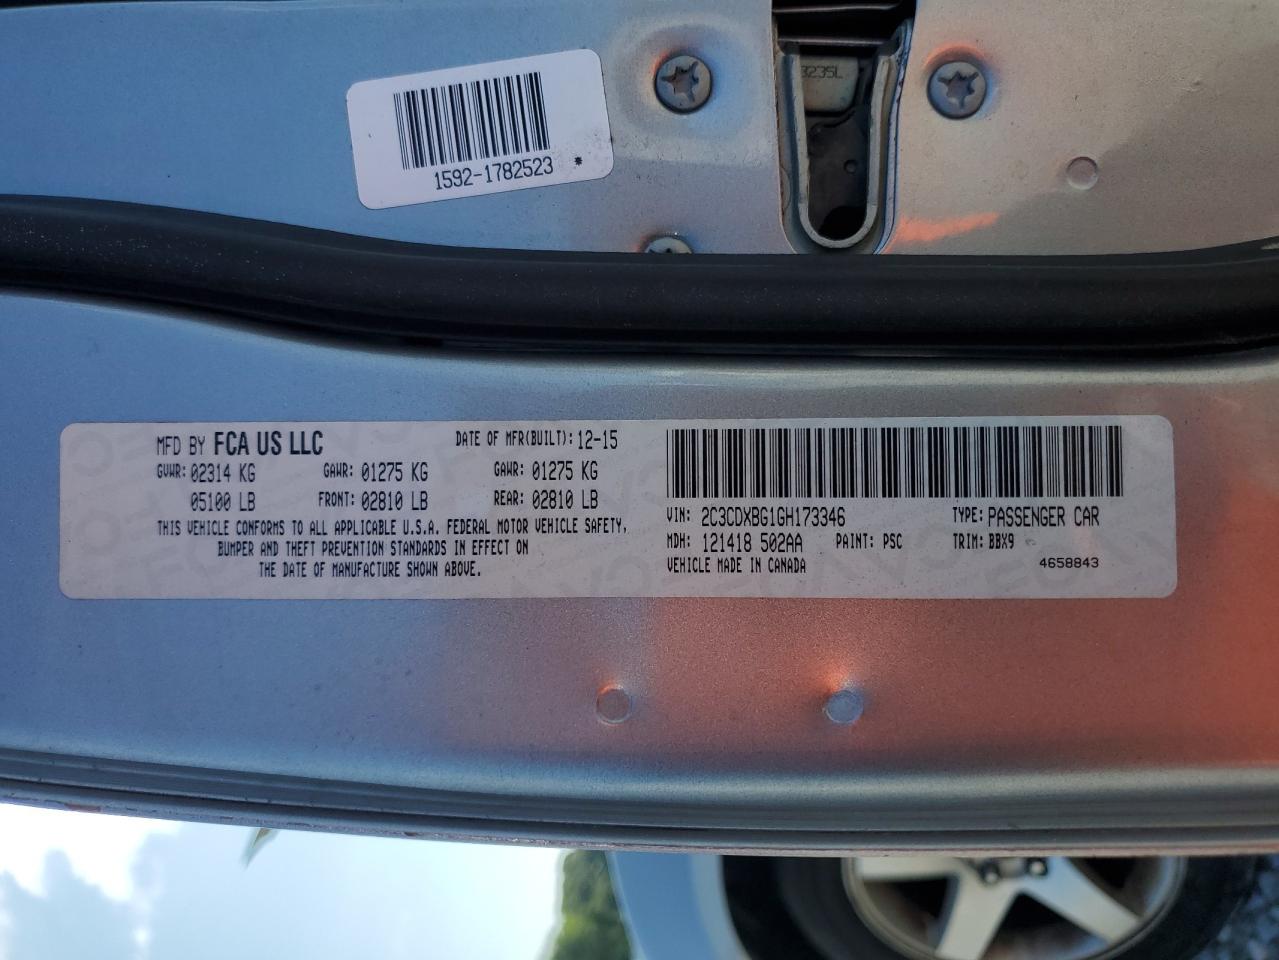 3235L
1592-1782523 *
MFD BY FCA US LLC DATE OF MFR(BUILT): 12-15
GVWR: 02314 KG GAWR: 01275 KG GAWR: 01275 KG
05100 LB FRONT: 02810 LB REAR: 02810 LB
THIS VEHICLE CONFORMS TO ALL APPLICABLE U.S.A. FEDERAL MOTOR VEHICLE SAFETY,
BUMPER AND THEFT PREVENTION STANDARDS IN EFFECT ON
THE DATE OF MANUFACTURE SHOWN ABOVE.
VIN: 2C3CDXBG1GH173346 TYPE: PASSENGER CAR
MDH: 121418 502AA PAINT: PSC TRIM: BBX9
VEHICLE MADE IN CANADA 4658843